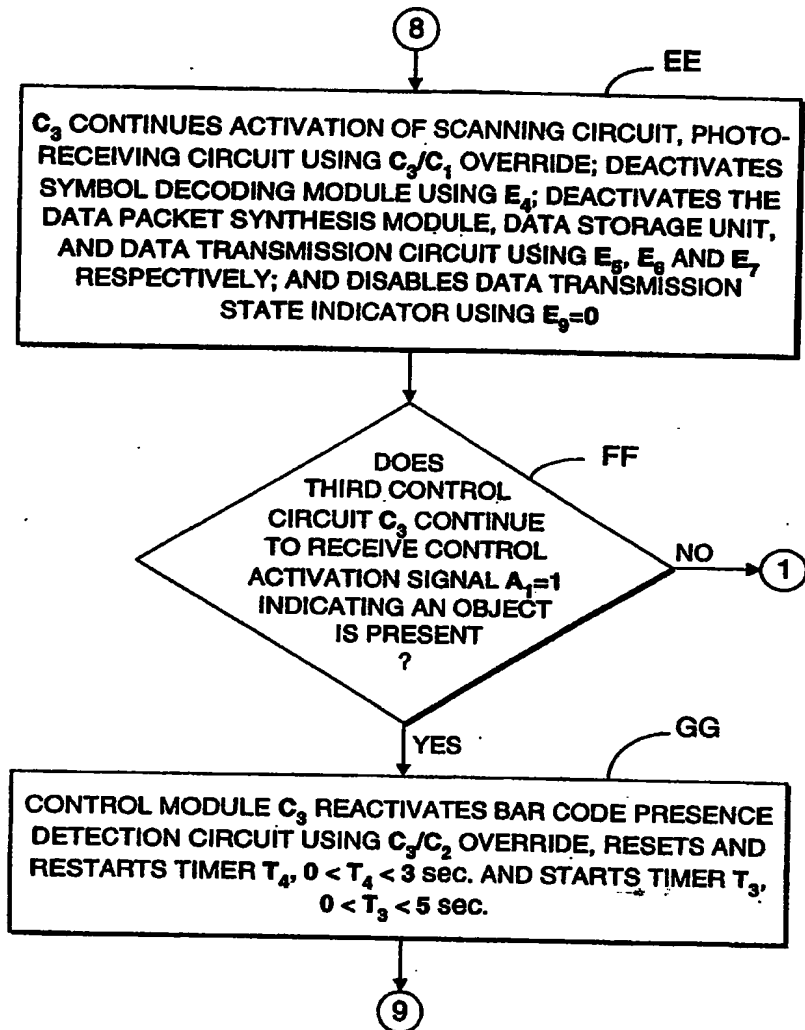 8
EE
C₃ CONTINUES ACTIVATION OF SCANNING CIRCUIT, PHOTO-
RECEIVING CIRCUIT USING C₃/C₁ OVERRIDE; DEACTIVATES
SYMBOL DECODING MODULE USING E₄; DEACTIVATES THE
DATA PACKET SYNTHESIS MODULE, DATA STORAGE UNIT,
AND DATA TRANSMISSION CIRCUIT USING E₅, E₆ AND E₇
RESPECTIVELY; AND DISABLES DATA TRANSMISSION
STATE INDICATOR USING E₉=0
FF
DOES
THIRD CONTROL
CIRCUIT C₃ CONTINUE
TO RECEIVE CONTROL
ACTIVATION SIGNAL A₁=1
INDICATING AN OBJECT
IS PRESENT
?
NO
1
YES
GG
CONTROL MODULE C₃ REACTIVATES BAR CODE PRESENCE
DETECTION CIRCUIT USING C₃/C₂ OVERRIDE, RESETS AND
RESTARTS TIMER T₄, 0 < T₄ < 3 sec. AND STARTS TIMER T₃,
0 < T₃ < 5 sec.
9